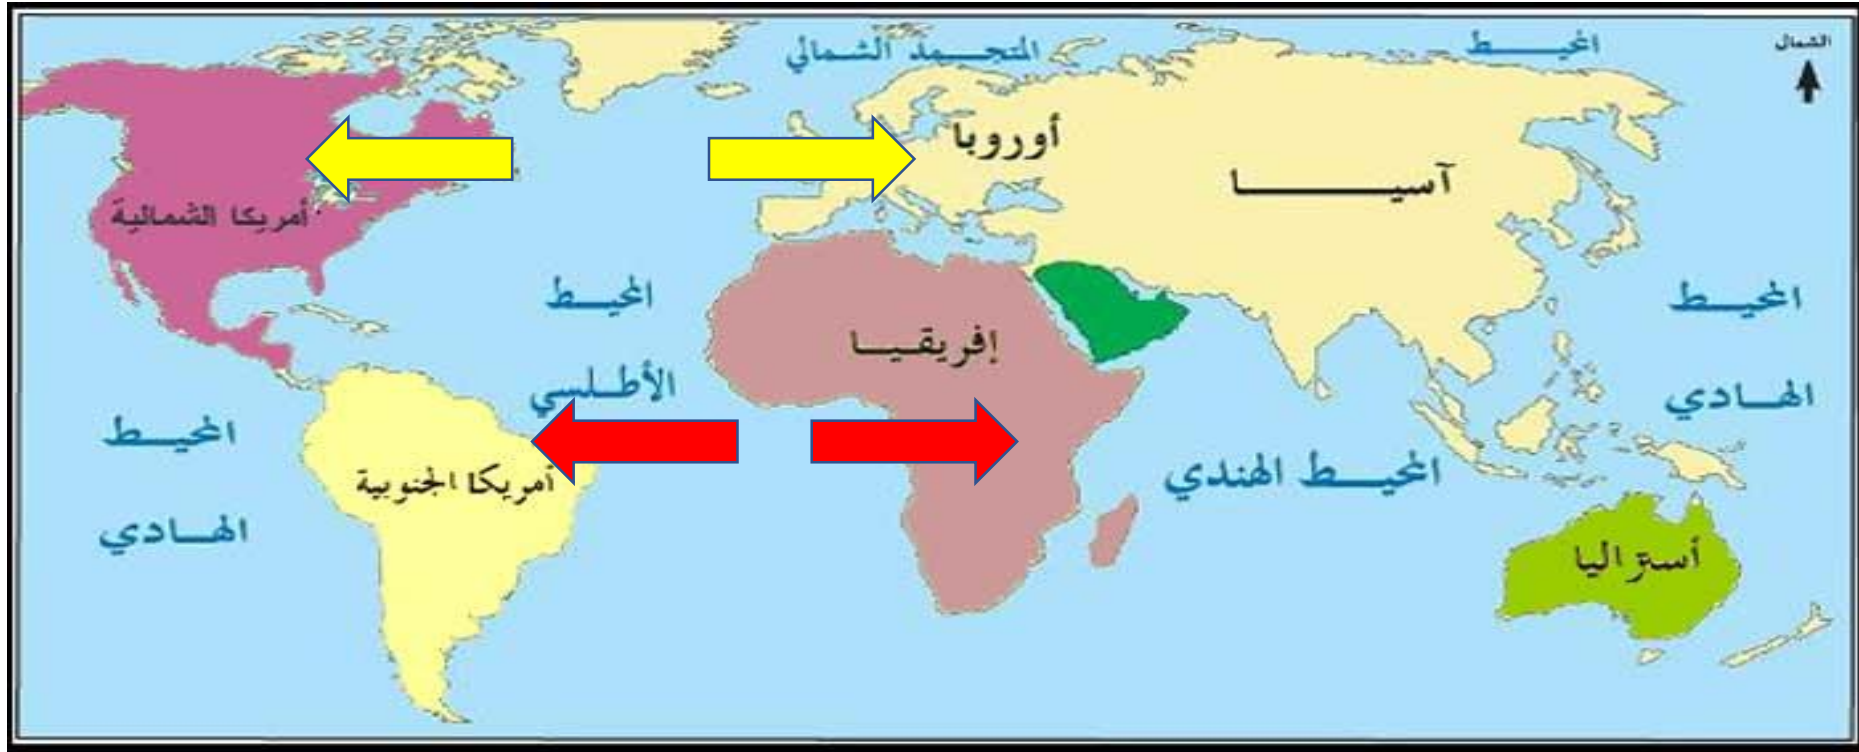 الشمال
المحيط
المتجمد الشمالي
أوروبا
آسيا
أمريكا الشمالية
المحيط
الأطلسي
إفريقيا
المحيط
الهادي
المحيط
الهادي
أمريكا الجنوبية
المحيط الهندي
أستراليا